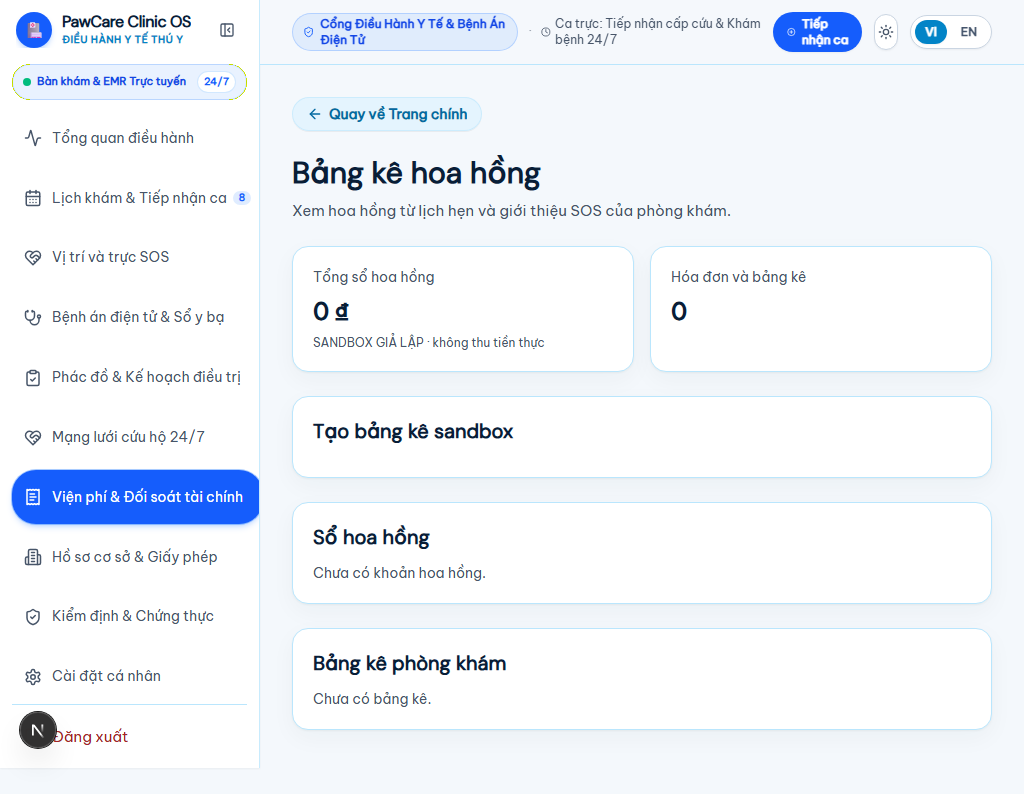 PawCare Clinic OS
ĐIỀU HÀNH Y TẾ THÚ Y
Bàn khám & EMR Trực tuyến 24/7
Tổng quan điều hành
Lịch khám & Tiếp nhận ca 8
Vị trí và trực SOS
Bệnh án điện tử & Sổ y bạ
Phác đồ & Kế hoạch điều trị
Mạng lưới cứu hộ 24/7
Viện phí & Đối soát tài chính
Hồ sơ cơ sở & Giấy phép
Kiểm định & Chứng thực
Cài đặt cá nhân
N
Đăng xuất
Cổng Điều Hành Y Tế & Bệnh Án
Điện Tử
·
Ca trực: Tiếp nhận cấp cứu & Khám
bệnh 24/7
Tiếp
nhận ca
VI EN
Quay về Trang chính
Bảng kê hoa hồng
Xem hoa hồng từ lịch hẹn và giới thiệu SOS của phòng khám.
Tổng sổ hoa hồng
0 ₫
SANDBOX GIẢ LẬP · không thu tiền thực
Hóa đơn và bảng kê
0
Tạo bảng kê sandbox
Sổ hoa hồng
Chưa có khoản hoa hồng.
Bảng kê phòng khám
Chưa có bảng kê.